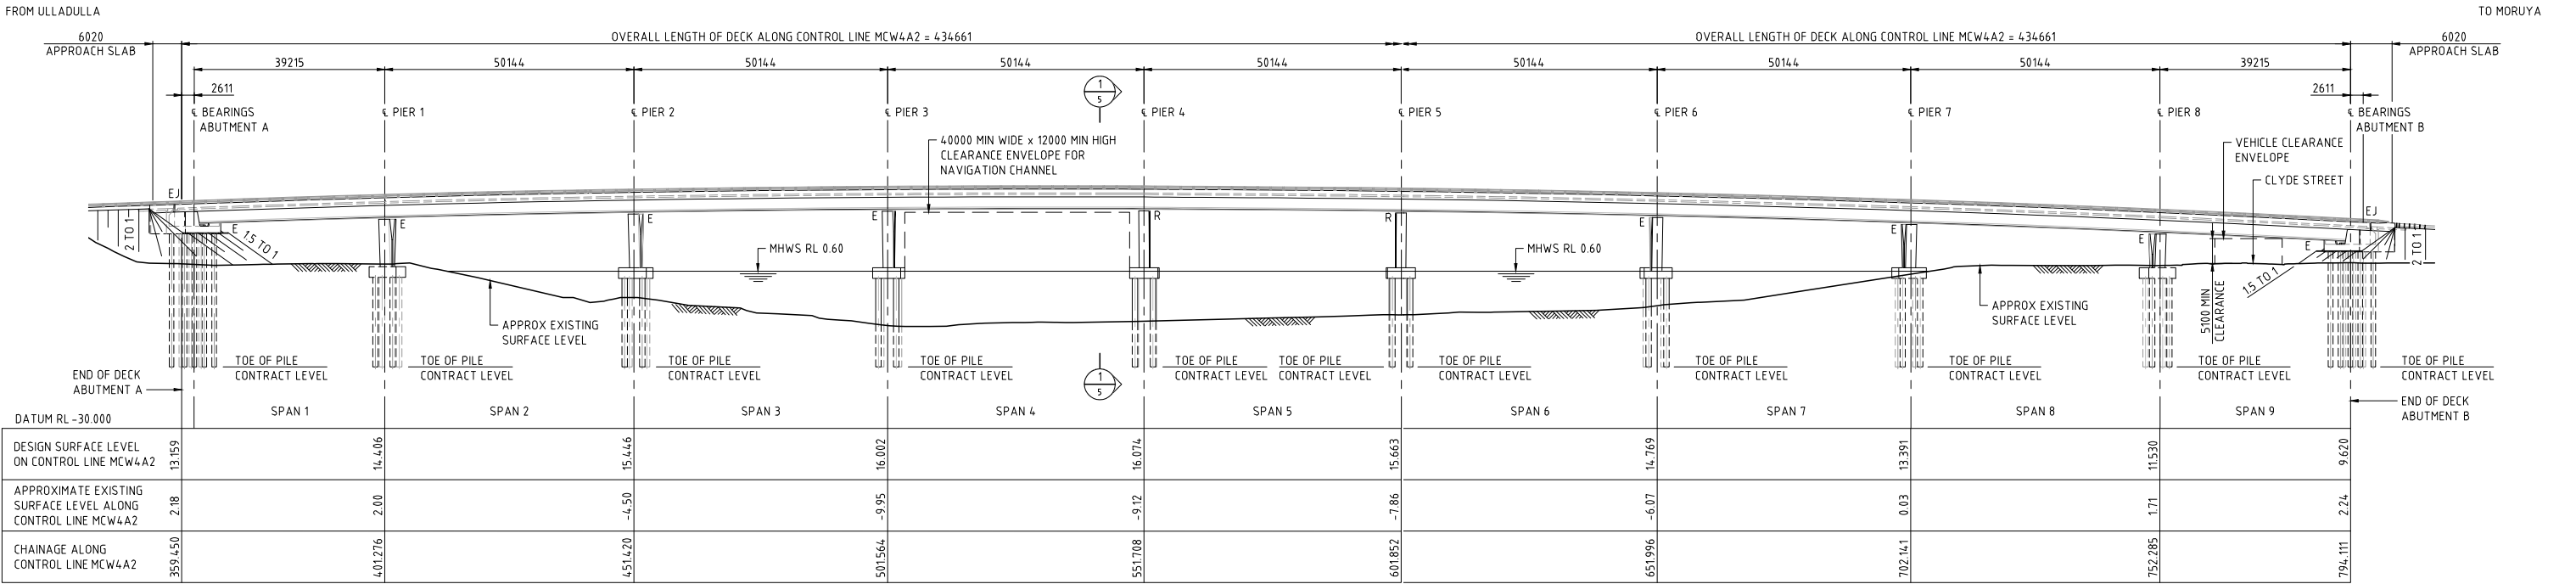 FROM ULLADULLA
TO MORUYA
6020
APPROACH SLAB
OVERALL LENGTH OF DECK ALONG CONTROL LINE MCW4A2 = 434661
OVERALL LENGTH OF DECK ALONG CONTROL LINE MCW4A2 = 434661
6020
APPROACH SLAB
39215
50144
50144
50144
50144
50144
50144
50144
39215
2611
2611
1
5
℄ BEARINGS
ABUTMENT A
℄ PIER 1
℄ PIER 2
℄ PIER 3
℄ PIER 4
℄ PIER 5
℄ PIER 6
℄ PIER 7
℄ PIER 8
℄ BEARINGS
ABUTMENT B
40000 MIN WIDE x 12000 MIN HIGH
CLEARANCE ENVELOPE FOR
NAVIGATION CHANNEL
VEHICLE CLEARANCE
ENVELOPE
CLYDE STREET
EJ
EJ
2 TO 1
E
1.5 TO 1
E
E
E
R
R
E
E
E
E
1.5 TO 1
2 TO 1
MHWS RL 0.60
MHWS RL 0.60
5100 MIN
CLEARANCE
APPROX EXISTING
SURFACE LEVEL
APPROX EXISTING
SURFACE LEVEL
TOE OF PILE
CONTRACT LEVEL
TOE OF PILE
CONTRACT LEVEL
TOE OF PILE
CONTRACT LEVEL
TOE OF PILE
CONTRACT LEVEL
TOE OF PILE
CONTRACT LEVEL
TOE OF PILE
CONTRACT LEVEL
TOE OF PILE
CONTRACT LEVEL
TOE OF PILE
CONTRACT LEVEL
TOE OF PILE
CONTRACT LEVEL
TOE OF PILE
CONTRACT LEVEL
TOE OF PILE
CONTRACT LEVEL
END OF DECK
ABUTMENT A
1
5
END OF DECK
ABUTMENT B
SPAN 1
SPAN 2
SPAN 3
SPAN 4
SPAN 5
SPAN 6
SPAN 7
SPAN 8
SPAN 9
DATUM RL -30.000
DESIGN SURFACE LEVEL
ON CONTROL LINE MCW4A2
13.159
14.406
15.446
16.002
16.074
15.663
14.769
13.391
11.530
9.620
APPROXIMATE EXISTING
SURFACE LEVEL ALONG
CONTROL LINE MCW4A2
2.18
2.00
-4.50
-9.95
-9.12
-7.86
-6.07
0.03
1.71
2.24
CHAINAGE ALONG
CONTROL LINE MCW4A2
359.450
401.276
451.420
501.564
551.708
601.852
651.996
702.141
752.285
794.111